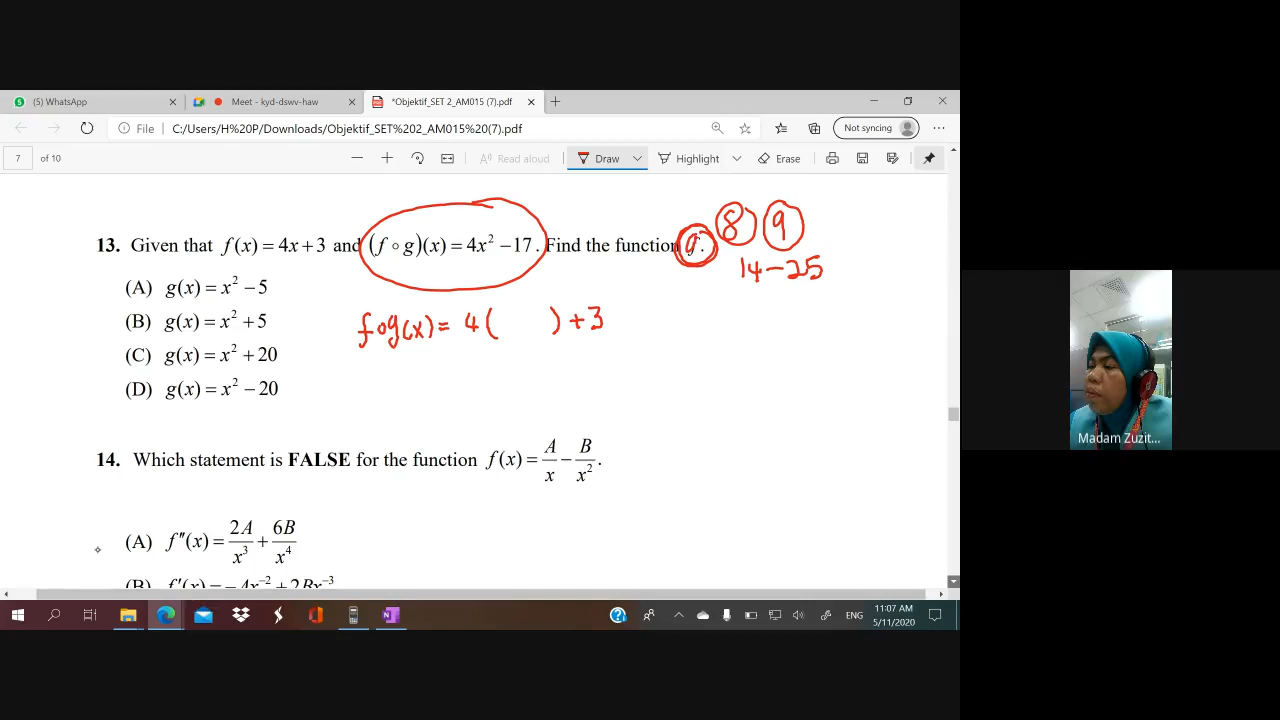 (5) WhatsApp
Meet - kyd-dswv-haw
*Objektif_SET 2_AM015 (7).pdf
File
C:/Users/H%20P/Downloads/Objektif_SET%202_AM015%20(7).pdf
Not syncing
7 of 10
Read aloud
Draw
Highlight
Erase
8 9
13. Given that f(x) = 4x + 3 and (f ∘ g)(x) = 4x² − 17. Find the function g.
14 – 25
(A) g(x) = x² − 5
(B) g(x) = x² + 5
fog(x) = 4( ) + 3
(C) g(x) = x² + 20
(D) g(x) = x² − 20
14. Which statement is FALSE for the function f(x) = A/x − B/x².
(A) f″(x) = 2A/x³ + 6B/x⁴
(B) f′(x) = −4x⁻² + 2Bx⁻³
Madam Zuzit...
ENG
11:07 AM
5/11/2020